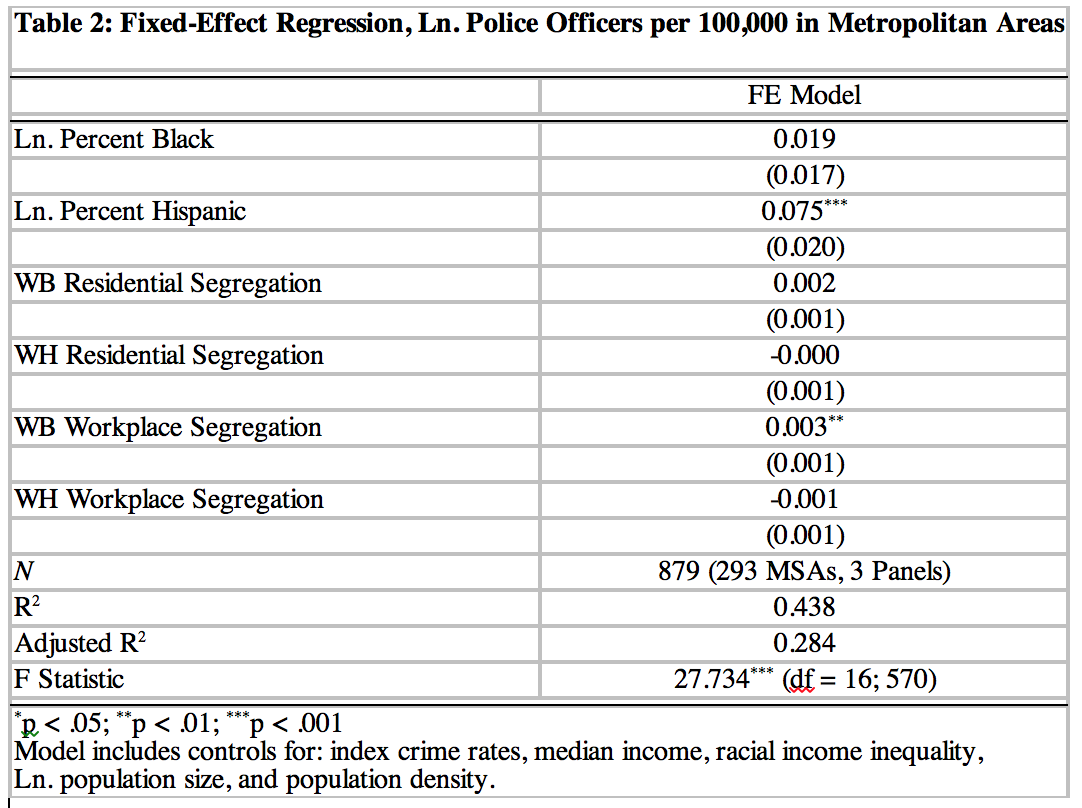 Table 2: Fixed-Effect Regression, Ln. Police Officers per 100,000 in Metropolitan Areas
FE Model
Ln. Percent Black 0.019
(0.017)
Ln. Percent Hispanic 0.075***
(0.020)
WB Residential Segregation 0.002
(0.001)
WH Residential Segregation -0.000
(0.001)
WB Workplace Segregation 0.003**
(0.001)
WH Workplace Segregation -0.001
(0.001)
N 879 (293 MSAs, 3 Panels)
R² 0.438
Adjusted R² 0.284
F Statistic 27.734*** (df = 16; 570)
*p < .05; **p < .01; ***p < .001
Model includes controls for: index crime rates, median income, racial income inequality,
Ln. population size, and population density.